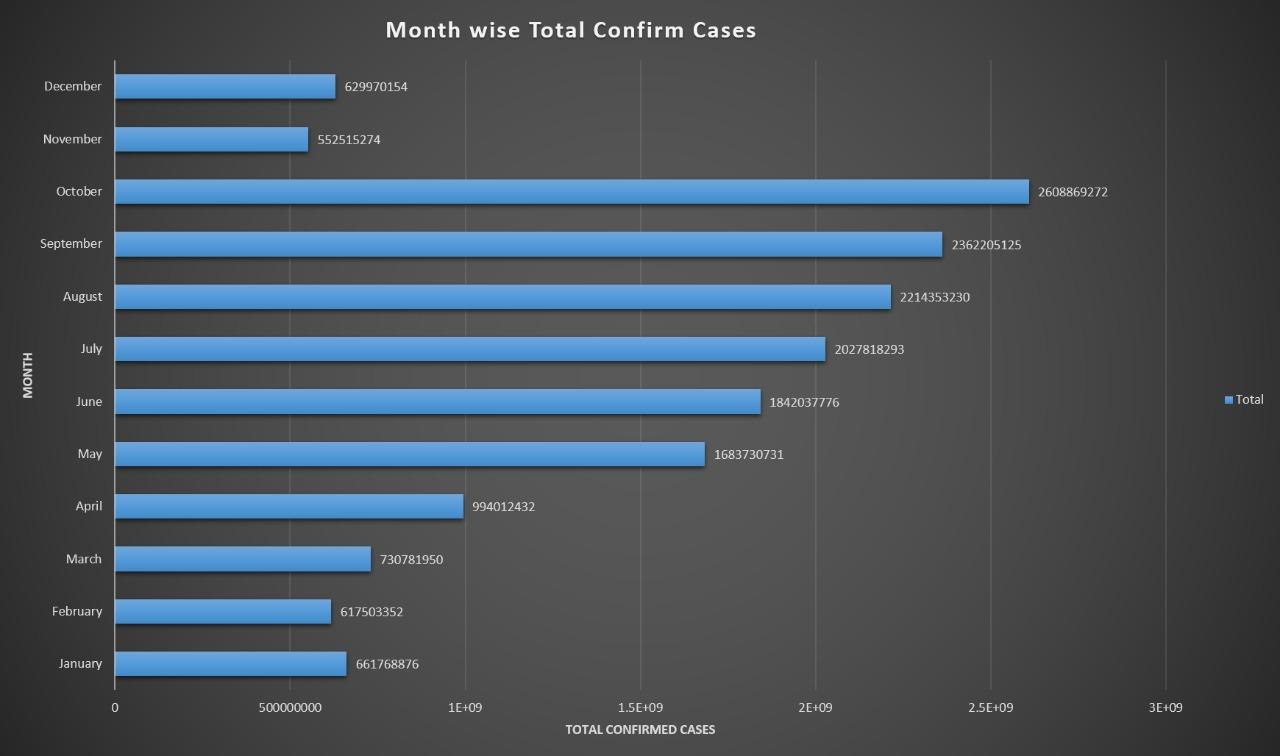 Month wise Total Confirm Cases
December 629970154
November 552515274
October 2608869272
September 2362205125
August 2214353230
July 2027818293
June 1842037776
May 1683730731
April 994012432
March 730781950
February 617503352
January 661768876
0 500000000 1E+09 1.5E+09 2E+09 2.5E+09 3E+09
TOTAL CONFIRMED CASES
MONTH
Total